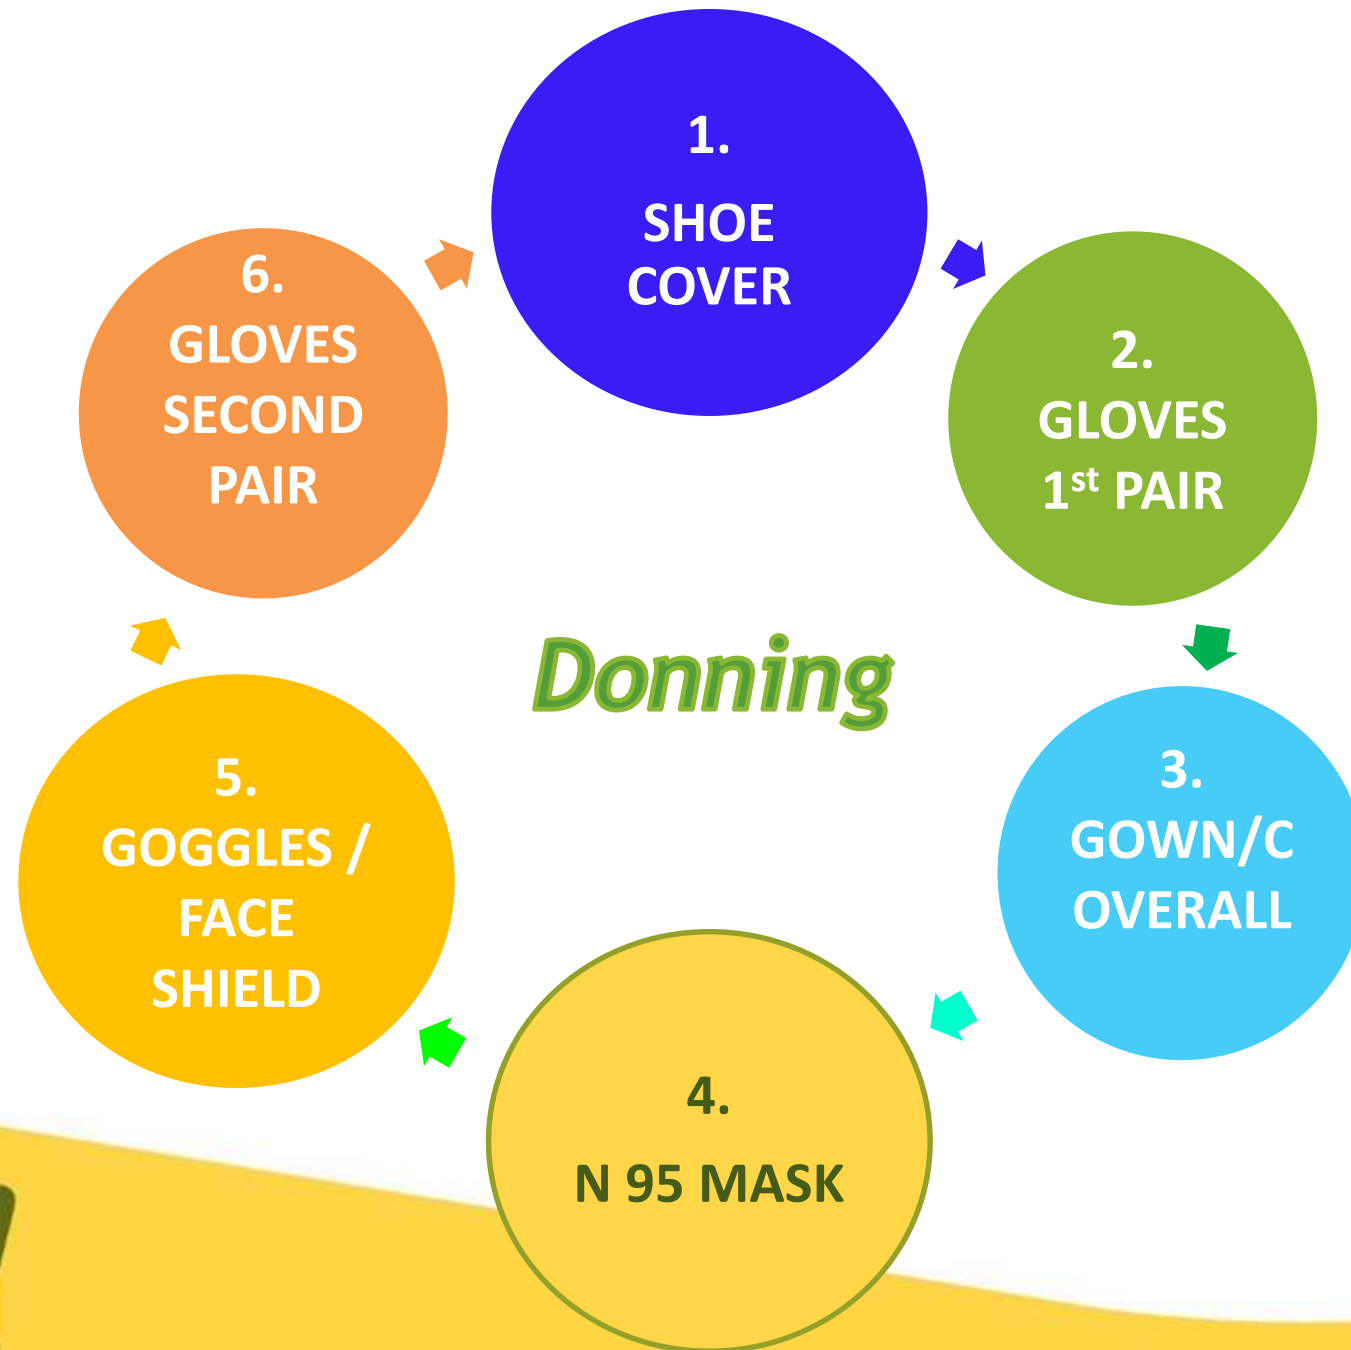 1.
SHOE
COVER
2.
GLOVES
1st PAIR
3.
GOWN/C
OVERALL
4.
N 95 MASK
5.
GOGGLES /
FACE
SHIELD
6.
GLOVES
SECOND
PAIR
Donning